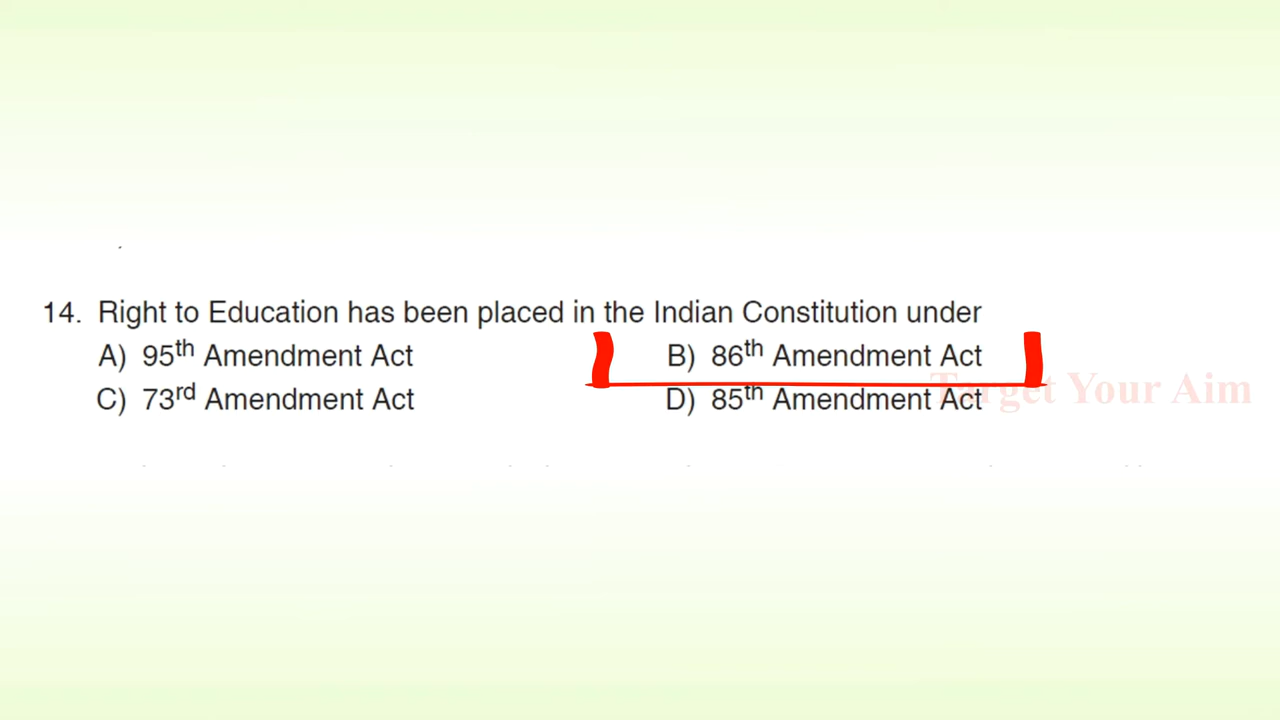 14. Right to Education has been placed in the Indian Constitution under
A) 95th Amendment Act B) 86th Amendment Act
Target Your Aim
C) 73rd Amendment Act D) 85th Amendment Act